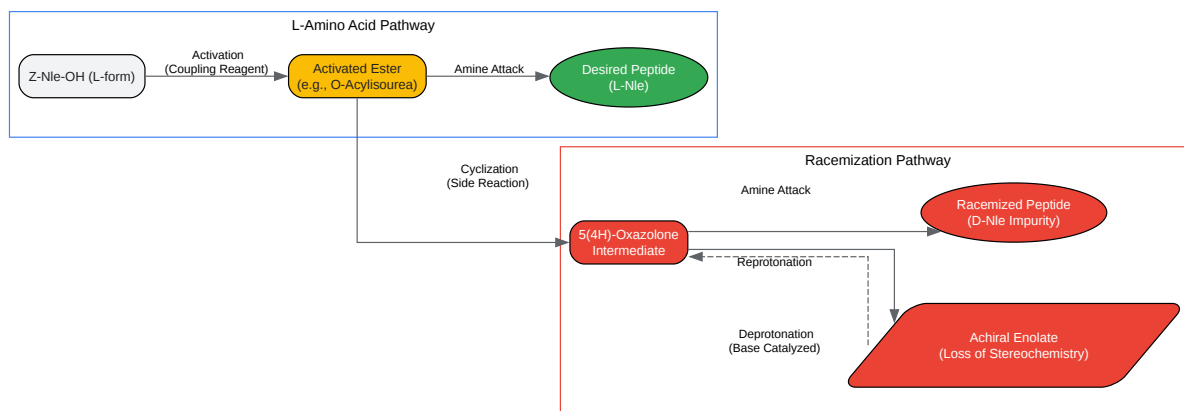 L-Amino Acid Pathway
Z-Nle-OH (L-form)
Activation
(Coupling Reagent)
Activated Ester
(e.g., O-Acylisourea)
Amine Attack
Desired Peptide
(L-Nle)
Cyclization
(Side Reaction)
Racemization Pathway
5(4H)-Oxazolone
Intermediate
Amine Attack
Racemized Peptide
(D-Nle Impurity)
Reprotonation
Deprotonation
(Base Catalyzed)
Achiral Enolate
(Loss of Stereochemistry)